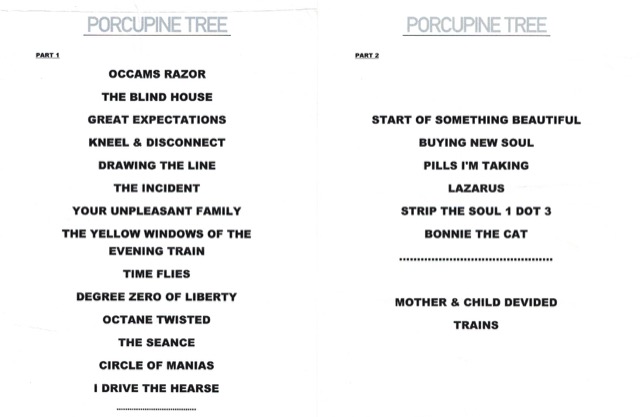 PORCUPINE TREE
PART 1
OCCAMS RAZOR
THE BLIND HOUSE
GREAT EXPECTATIONS
KNEEL & DISCONNECT
DRAWING THE LINE
THE INCIDENT
YOUR UNPLEASANT FAMILY
THE YELLOW WINDOWS OF THE
EVENING TRAIN
TIME FLIES
DEGREE ZERO OF LIBERTY
OCTANE TWISTED
THE SEANCE
CIRCLE OF MANIAS
I DRIVE THE HEARSE
PORCUPINE TREE
PART 2
START OF SOMETHING BEAUTIFUL
BUYING NEW SOUL
PILLS I'M TAKING
LAZARUS
STRIP THE SOUL 1 DOT 3
BONNIE THE CAT
MOTHER & CHILD DEVIDED
TRAINS